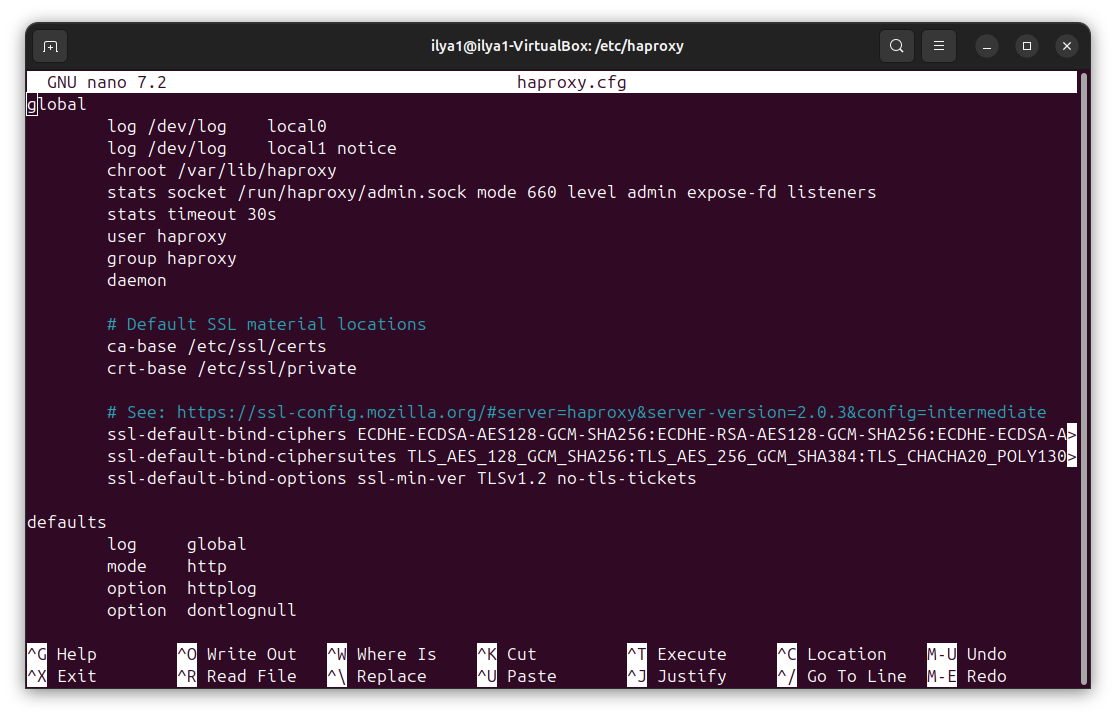 ilya1@ilya1-VirtualBox: /etc/haproxy
GNU nano 7.2 haproxy.cfg
global
log /dev/log local0
log /dev/log local1 notice
chroot /var/lib/haproxy
stats socket /run/haproxy/admin.sock mode 660 level admin expose-fd listeners
stats timeout 30s
user haproxy
group haproxy
daemon
# Default SSL material locations
ca-base /etc/ssl/certs
crt-base /etc/ssl/private
# See: https://ssl-config.mozilla.org/#server=haproxy&server-version=2.0.3&config=intermediate
ssl-default-bind-ciphers ECDHE-ECDSA-AES128-GCM-SHA256:ECDHE-RSA-AES128-GCM-SHA256:ECDHE-ECDSA-A>
ssl-default-bind-ciphersuites TLS_AES_128_GCM_SHA256:TLS_AES_256_GCM_SHA384:TLS_CHACHA20_POLY130>
ssl-default-bind-options ssl-min-ver TLSv1.2 no-tls-tickets
defaults
log global
mode http
option httplog
option dontlognull
^G Help ^O Write Out ^W Where Is ^K Cut ^T Execute ^C Location M-U Undo
^X Exit ^R Read File ^\ Replace ^U Paste ^J Justify ^/ Go To Line M-E Redo